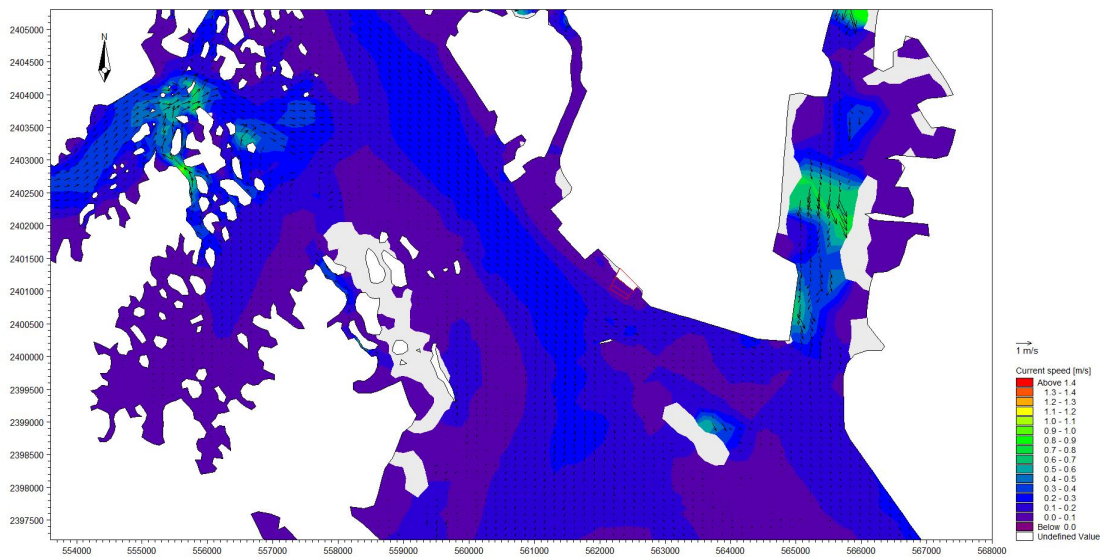 2405000
N
2404500
2404000
2403500
2403000
2402500
2402000
2401500
2401000
2400500
2400000
2399500
2399000
2398500
2398000
2397500
554000 555000 556000 557000 558000 559000 560000 561000 562000 563000 564000 565000 566000 567000 568000
1 m/s
Current speed [m/s]
Above 1.4
1.3 - 1.4
1.2 - 1.3
1.1 - 1.2
1.0 - 1.1
0.9 - 1.0
0.8 - 0.9
0.7 - 0.8
0.6 - 0.7
0.5 - 0.6
0.4 - 0.5
0.3 - 0.4
0.2 - 0.3
0.1 - 0.2
0.0 - 0.1
Below 0.0
Undefined Value